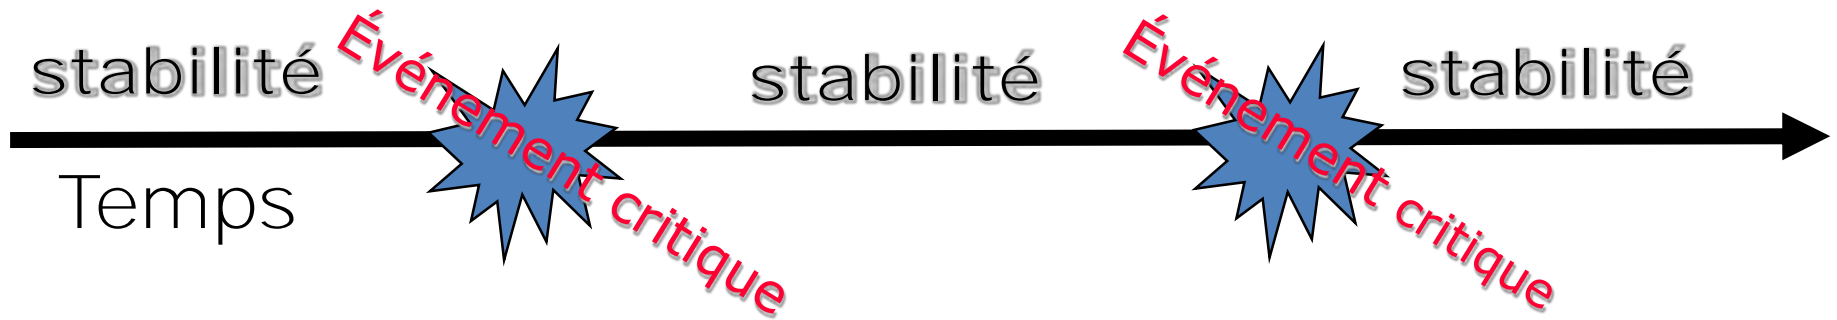 stabilité
Événement critique
stabilité
Événement critique
stabilité
Temps